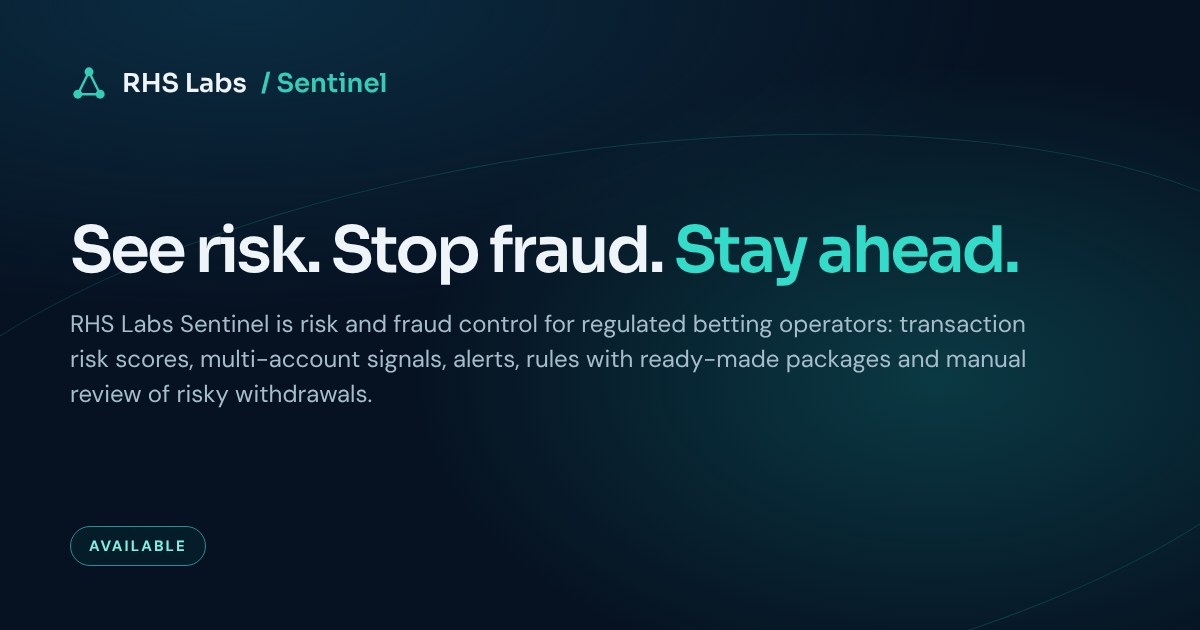 RHS Labs / Sentinel
See risk. Stop fraud. Stay ahead.
RHS Labs Sentinel is risk and fraud control for regulated betting operators: transaction
risk scores, multi-account signals, alerts, rules with ready-made packages and manual
review of risky withdrawals.
AVAILABLE